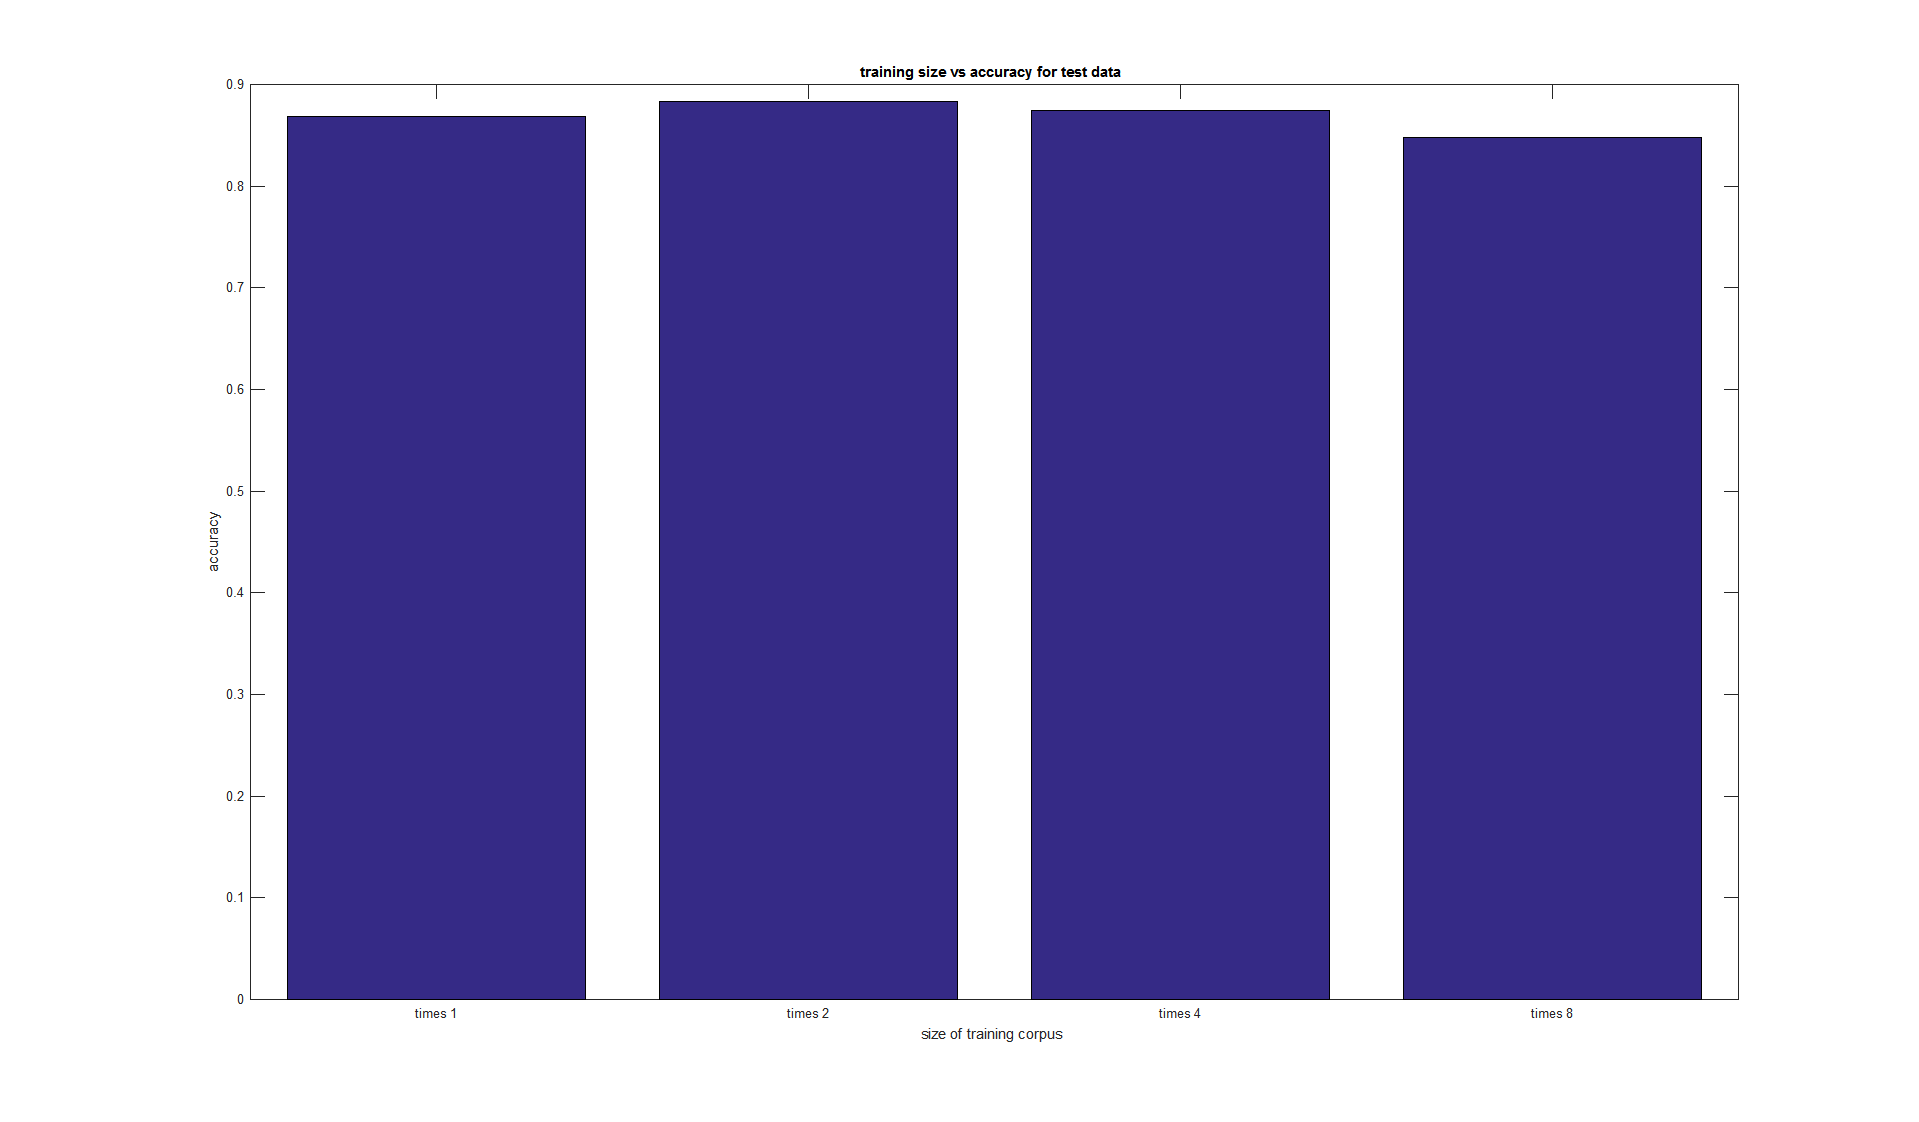 training size vs accuracy for test data
0.9
0.8
0.7
0.6
0.5
0.4
0.3
0.2
0.1
0
accuracy
times 1
times 2
times 4
times 8
size of training corpus